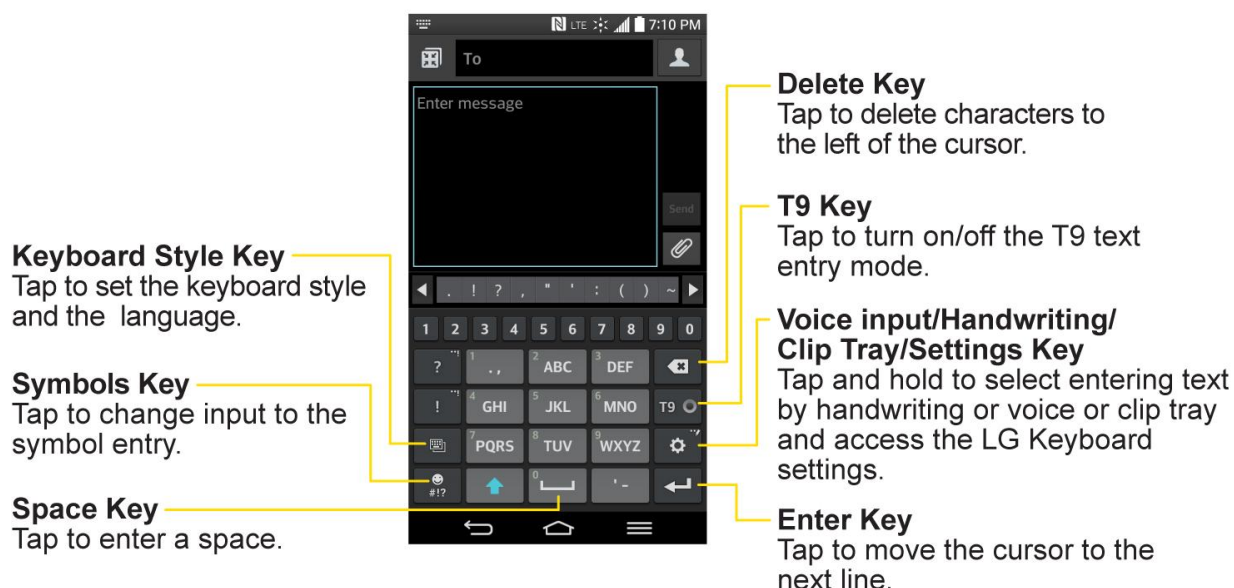 LTE 7:10 PM
To
Enter message
Send
. ! ? , " ' : ( ) ~
1 2 3 4 5 6 7 8 9 0
? ...! 1 ., 2 ABC 3 DEF
! ...! 4 GHI 5 JKL 6 MNO T9
7 PQRS 8 TUV 9 WXYZ
#!? 0 ' -
Keyboard Style Key
Tap to set the keyboard style
and the language.
Symbols Key
Tap to change input to the
symbol entry.
Space Key
Tap to enter a space.
Delete Key
Tap to delete characters to
the left of the cursor.
T9 Key
Tap to turn on/off the T9 text
entry mode.
Voice input/Handwriting/
Clip Tray/Settings Key
Tap and hold to select entering text
by handwriting or voice or clip tray
and access the LG Keyboard
settings.
Enter Key
Tap to move the cursor to the
next line.